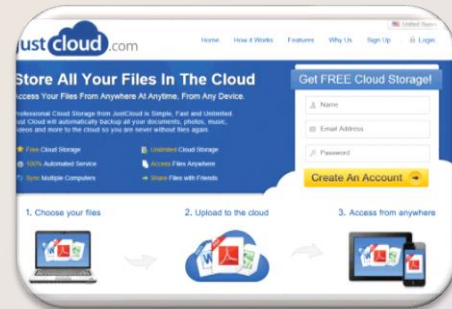 United States
just cloud.com
Home How it Works Features Why Us Sign Up Login
Store All Your Files In The Cloud
Access Your Files From Anywhere At Anytime, From Any Device.
Professional Cloud Storage from JustCloud is Simple, Fast and Unlimited.
Just Cloud will automatically backup all your documents, photos, music,
videos and more to the cloud so you are never without files again.
Free Cloud Storage Unlimited Cloud Storage
100% Automated Service Access Files Anywhere
Sync Multiple Computers Share Files with Friends
Get FREE Cloud Storage!
Name
Email Address
Password
Create An Account
1. Choose your files 2. Upload to the cloud 3. Access from anywhere